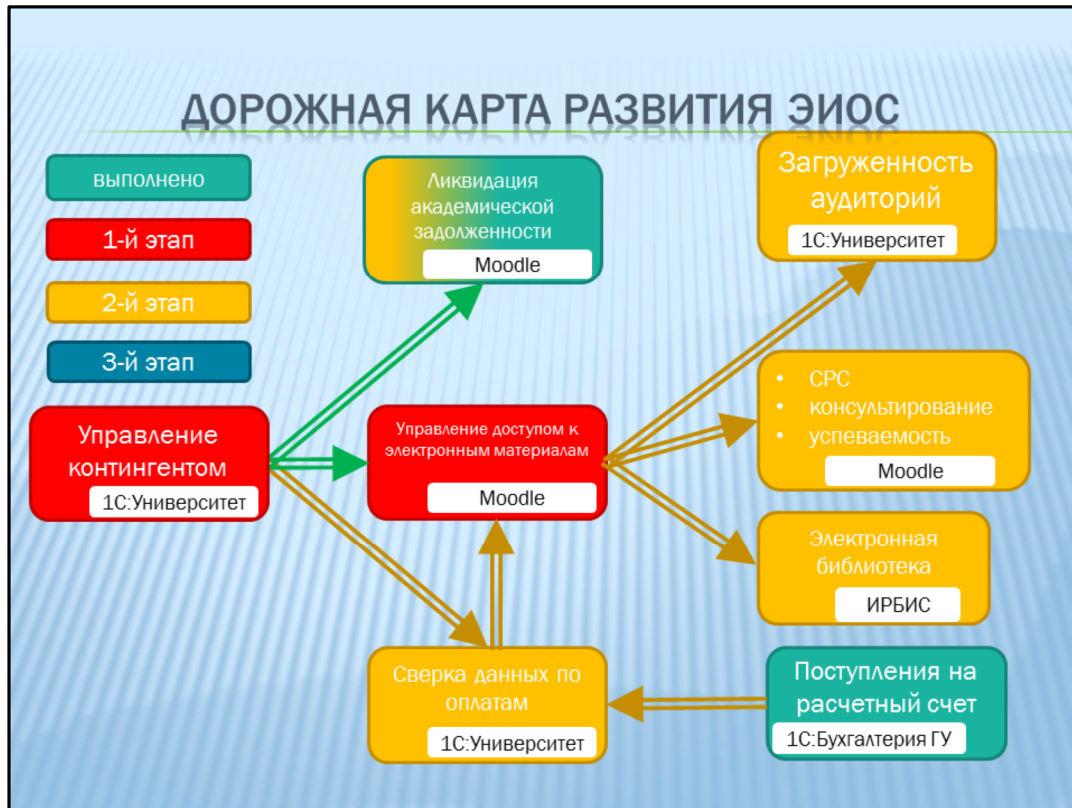 ДОРОЖНАЯ КАРТА РАЗВИТИЯ ЭИОС
выполнено
1-й этап
2-й этап
3-й этап
Ликвидация
академической
задолженности
Moodle
Загруженность
аудиторий
1С:Университет
Управление
контингентом
1С:Университет
Управление доступом к
электронным материалам
Moodle
• СРС
• консультирование
• успеваемость
Moodle
Электронная
библиотека
ИРБИС
Сверка данных по
оплатам
1С:Университет
Поступления на
расчетный счет
1С:Бухгалтерия ГУ